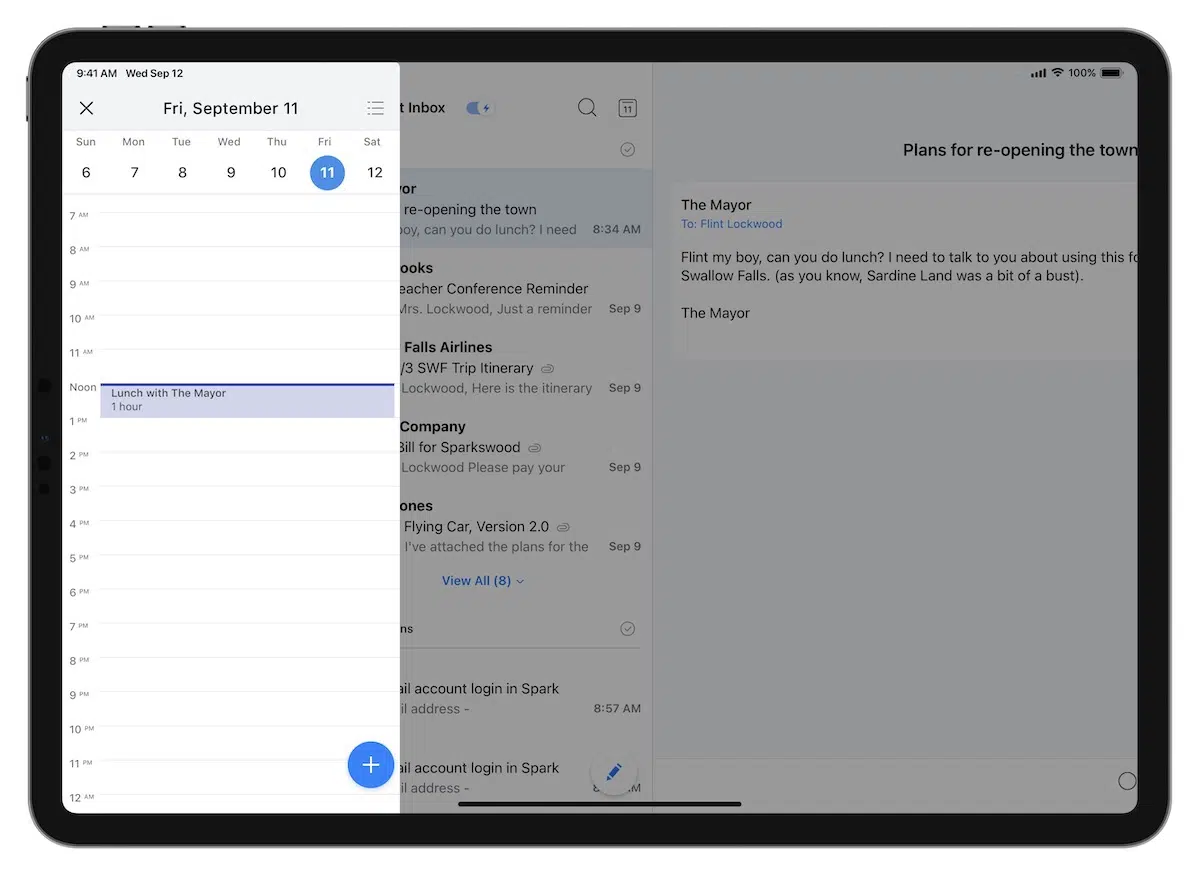 9:41 AM Wed Sep 12
100%
Fri, September 11
Sun Mon Tue Wed Thu Fri Sat
6 7 8 9 10 11 12
7 AM
8 AM
9 AM
10 AM
11 AM
Noon
Lunch with The Mayor
1 hour
1 PM
2 PM
3 PM
4 PM
5 PM
6 PM
7 PM
8 PM
9 PM
10 PM
11 PM
12 AM
t Inbox
11
yor
re-opening the town
boy, can you do lunch? I need 8:34 AM
ooks
eacher Conference Reminder
Mrs. Lockwood, Just a reminder Sep 9
Falls Airlines
/3 SWF Trip Itinerary
Lockwood, Here is the itinerary Sep 9
Company
Bill for Sparkswood
Lockwood Please pay your Sep 9
ones
Flying Car, Version 2.0
I've attached the plans for the Sep 9
View All (8)
ns
ail account login in Spark
il address - 8:57 AM
ail account login in Spark
il address -
Plans for re-opening the town
The Mayor
To: Flint Lockwood
Flint my boy, can you do lunch? I need to talk to you about using this fo
Swallow Falls. (as you know, Sardine Land was a bit of a bust).
The Mayor